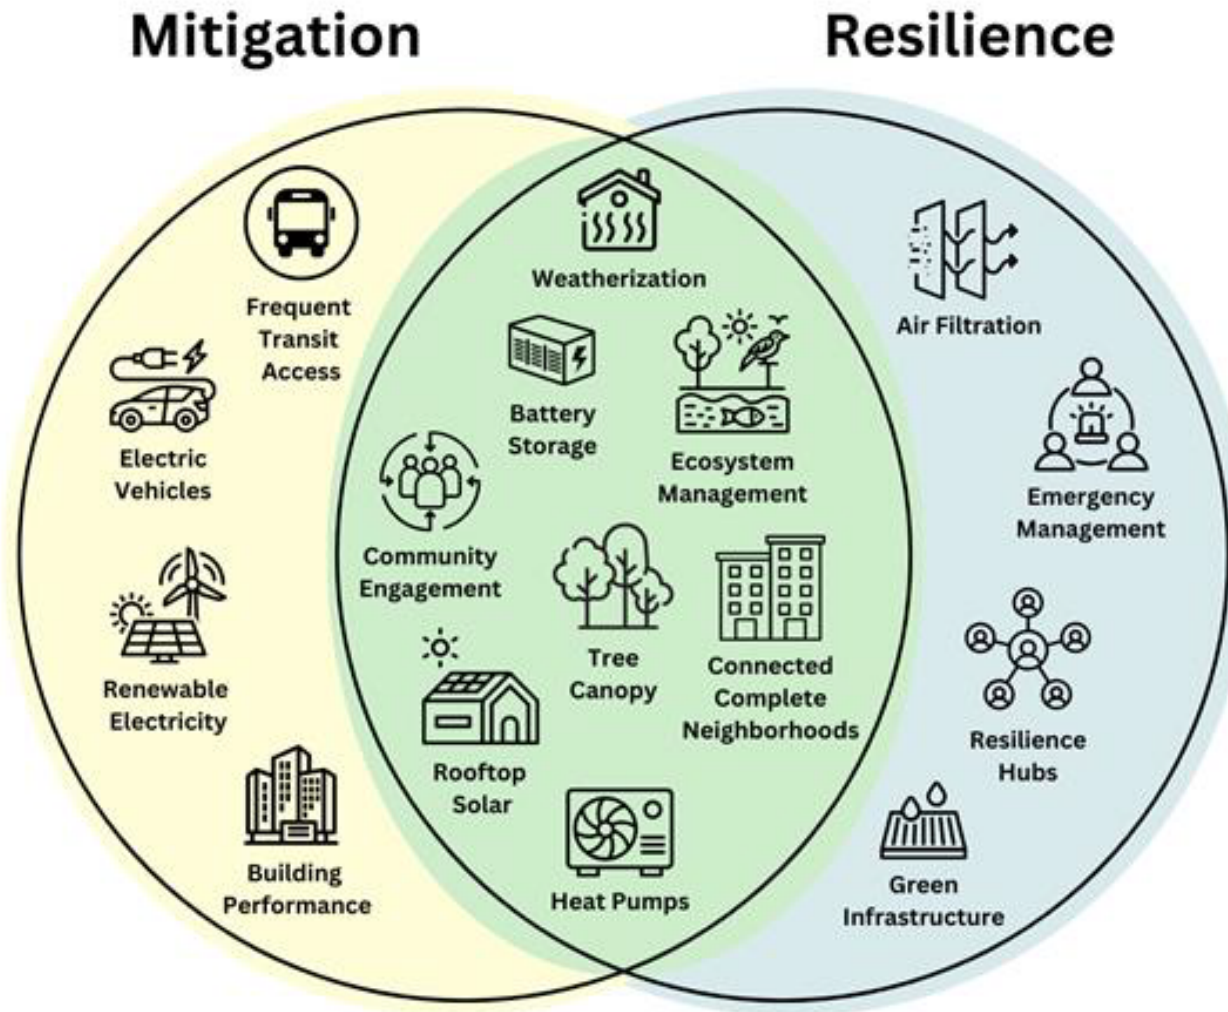 Mitigation
Resilience
Frequent
Transit
Access
Electric
Vehicles
Renewable
Electricity
Building
Performance
Weatherization
Battery
Storage
Ecosystem
Management
Community
Engagement
Tree
Canopy
Connected
Complete
Neighborhoods
Rooftop
Solar
Heat Pumps
Air Filtration
Emergency
Management
Resilience
Hubs
Green
Infrastructure